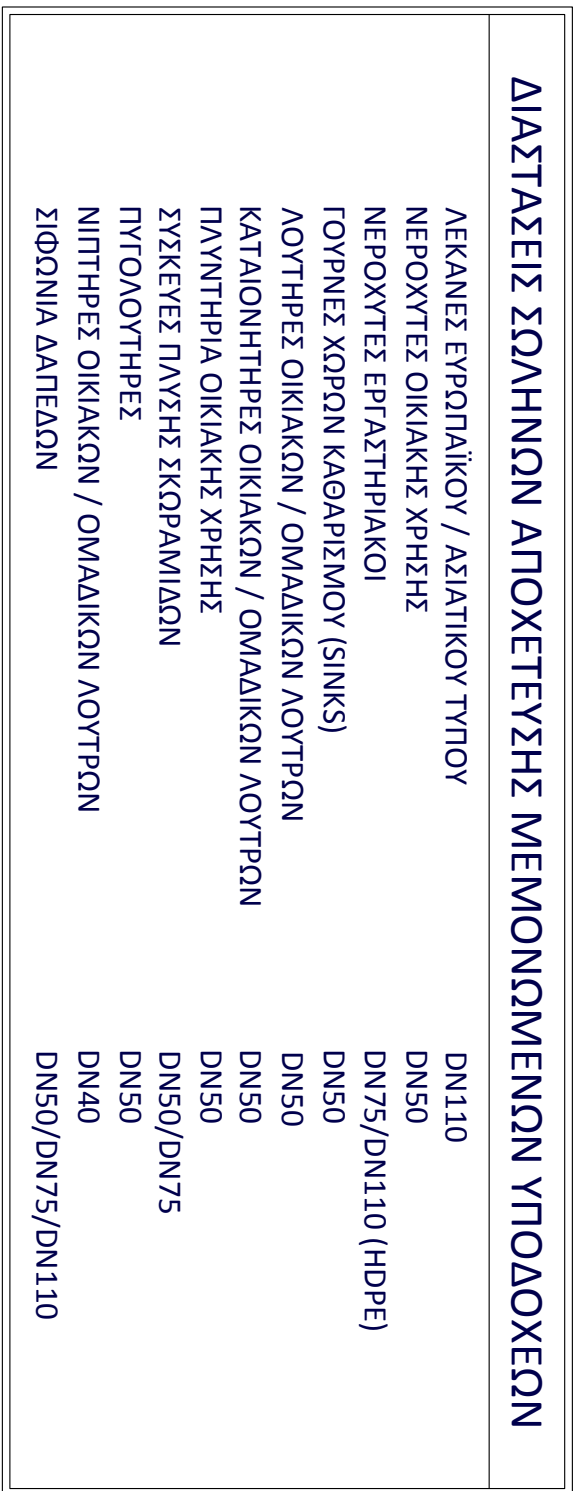 ΔΙΑΣΤΑΣΕΙΣ ΣΩΛΗΝΩΝ ΑΠΟΧΕΤΕΥΣΗΣ ΜΕΜΟΝΩΜΕΝΩΝ ΥΠΟΔΟΧΕΩΝ
ΛΕΚΑΝΕΣ ΕΥΡΩΠΑΪΚΟΥ / ΑΣΙΑΤΙΚΟΥ ΤΥΠΟΥ DN110
ΝΕΡΟΧΥΤΕΣ ΟΙΚΙΑΚΗΣ ΧΡΗΣΗΣ DN50
ΝΕΡΟΧΥΤΕΣ ΕΡΓΑΣΤΗΡΙΑΚΟΙ DN75/DN110 (HDPE)
ΓΟΥΡΝΕΣ ΧΩΡΩΝ ΚΑΘΑΡΙΣΜΟΥ (SINKS) DN50
ΛΟΥΤΗΡΕΣ ΟΙΚΙΑΚΩΝ / ΟΜΑΔΙΚΩΝ ΛΟΥΤΡΩΝ DN50
ΚΑΤΑΙΟΝΗΤΗΡΕΣ ΟΙΚΙΑΚΩΝ / ΟΜΑΔΙΚΩΝ ΛΟΥΤΡΩΝ DN50
ΠΛΥΝΤΗΡΙΑ ΟΙΚΙΑΚΗΣ ΧΡΗΣΗΣ DN50
ΣΥΣΚΕΥΕΣ ΠΛΥΣΗΣ ΣΚΩΡΑΜΙΔΩΝ DN50/DN75
ΠΥΓΟΛΟΥΤΗΡΕΣ DN50
ΝΙΠΤΗΡΕΣ ΟΙΚΙΑΚΩΝ / ΟΜΑΔΙΚΩΝ ΛΟΥΤΡΩΝ DN40
ΣΙΦΩΝΙΑ ΔΑΠΕΔΩΝ DN50/DN75/DN110